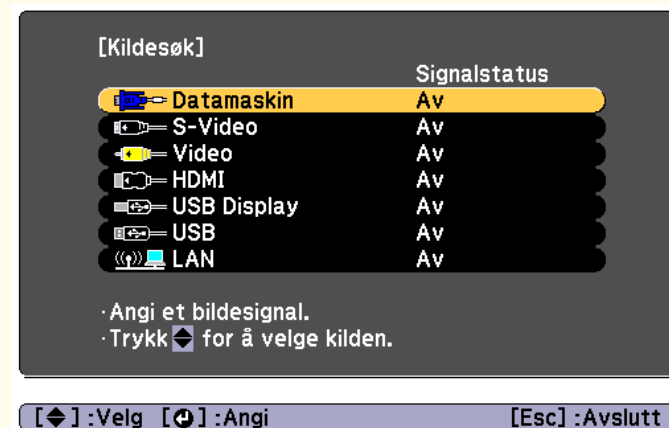 [Kildesøk]
Signalstatus
Datamaskin Av
S-Video Av
Video Av
HDMI Av
USB Display Av
USB Av
LAN Av
·Angi et bildesignal.
·Trykk for å velge kilden.
[◆]:Velg [↵]:Angi [Esc]:Avslutt